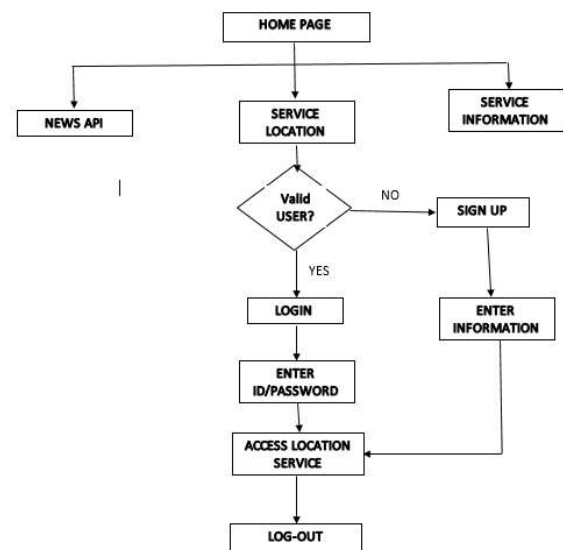 HOME PAGE
NEWS API
SERVICE
LOCATION
SERVICE
INFORMATION
Valid
USER?
NO
SIGN UP
YES
LOGIN
ENTER
INFORMATION
ENTER
ID/PASSWORD
ACCESS LOCATION
SERVICE
LOG-OUT